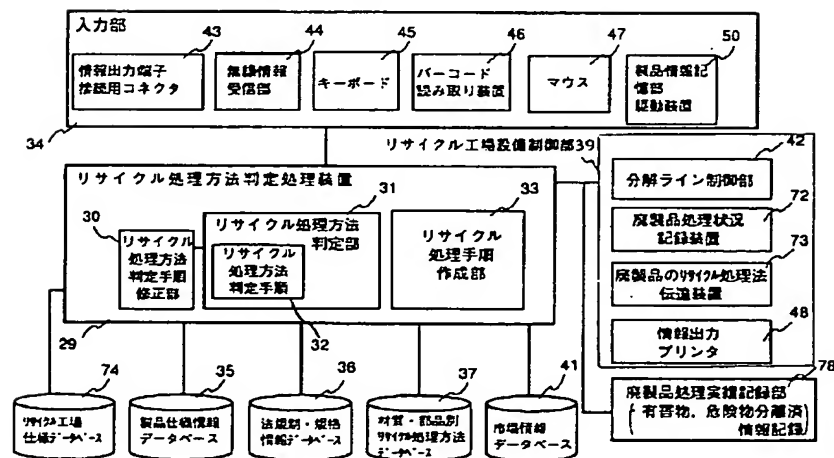 入力部
43
44
45
46
47
50
情報出力端子
接続用コネクタ
無線情報
受信部
キーボード
バーコード
読み取り装置
マウス
製品情報記
憶部
駆動装置
34
リサイクル工場設備制御部39
リサイクル処理方法判定処理装置
30
リサイクル
処理方法
判定手順
修正部
31
リサイクル処理方法
判定部
リサイクル
処理方法
判定手順
32
33
リサイクル
処理手順
作成部
29
42
分解ライン制御部
72
廃製品処理状況
記録装置
73
廃製品のリサイクル処理法
伝達装置
48
情報出力
プリンタ
78
廃製品処理実績記録部
(有害物、危険物分離済
情報記録)
74
リサイクル工場
仕様データベース
35
製品仕様情報
データベース
36
法規制・規格
情報データベース
37
材質・部品別
リサイクル処理方法デ
ータベース
41
市場情報
データベース